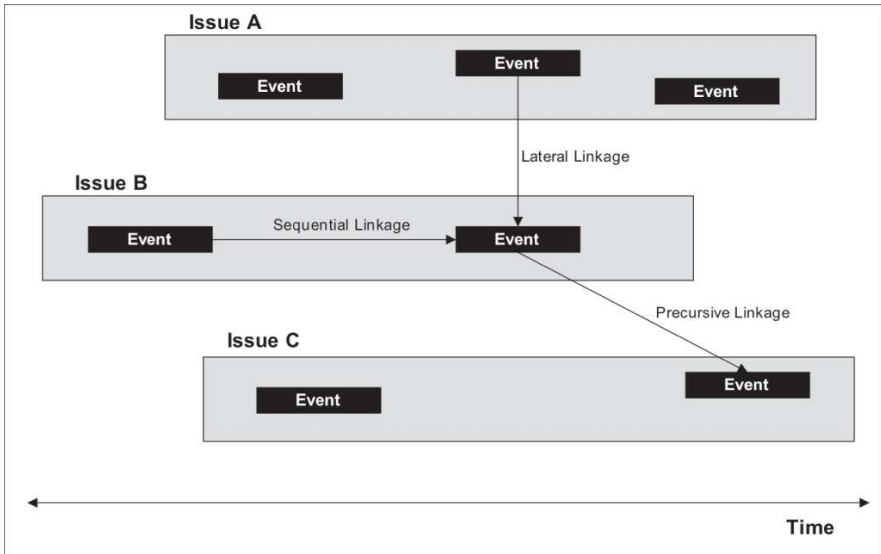 Issue A
Event
Event
Event
Lateral Linkage
Issue B
Event
Sequential Linkage
Event
Precursive Linkage
Issue C
Event
Event
Time